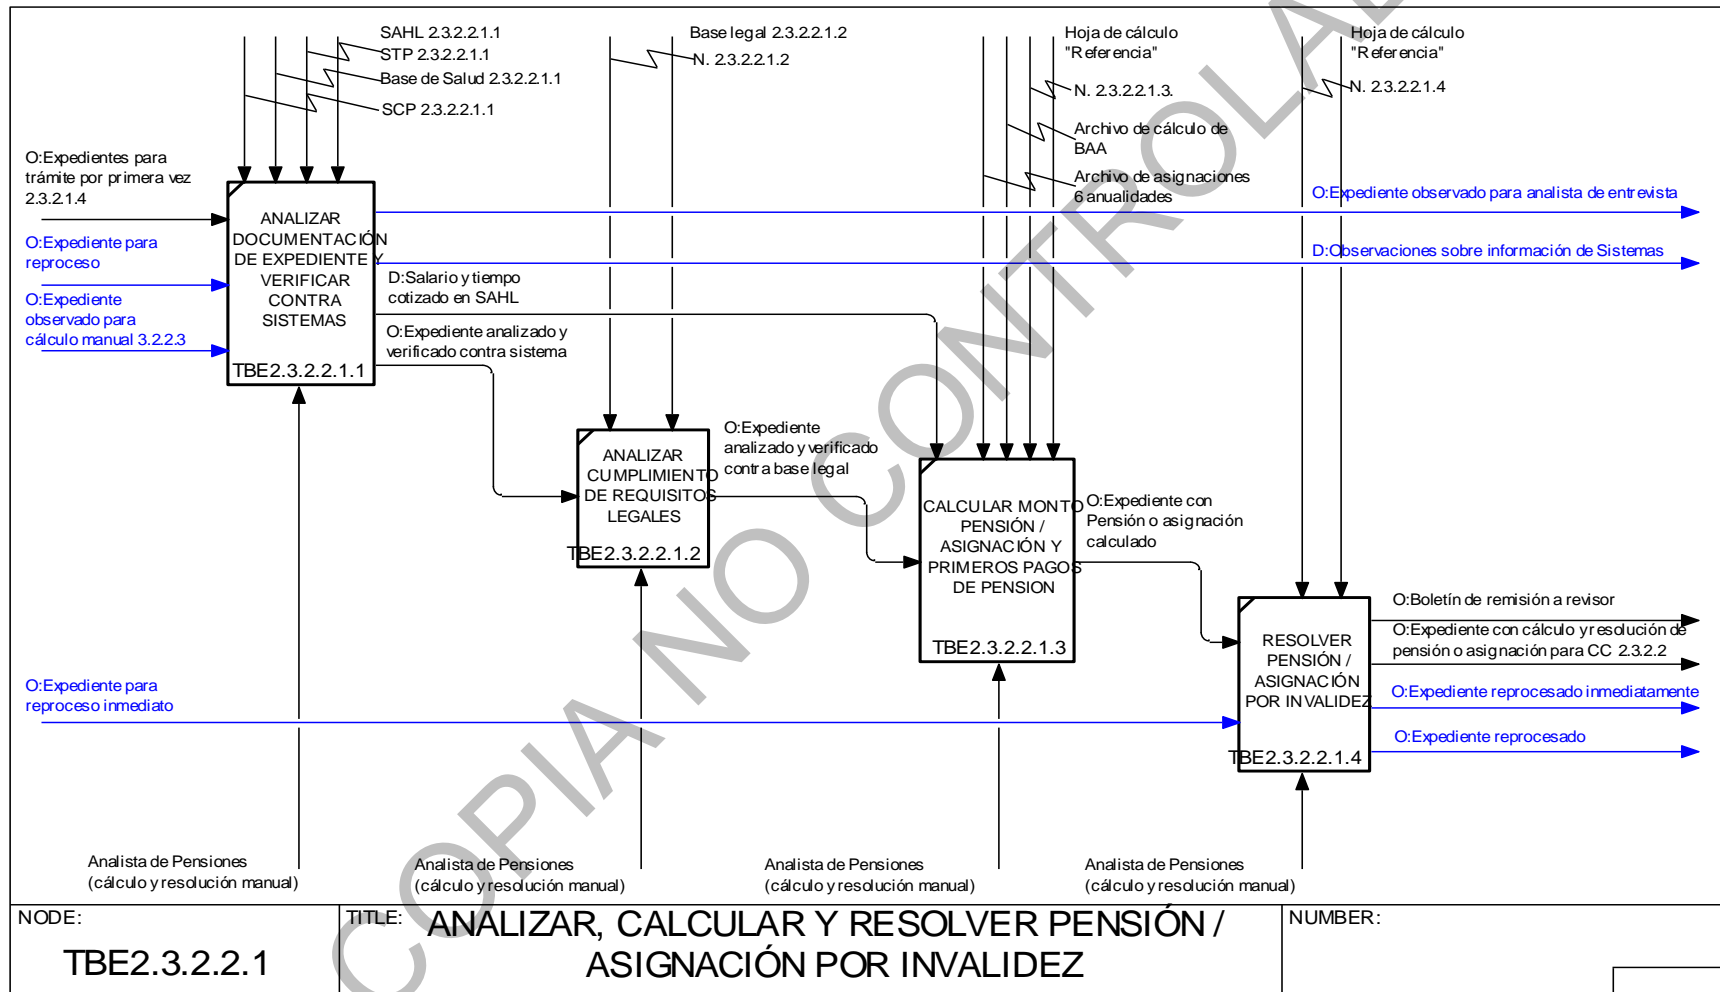 SAHL 2.3.2.2.1.1
STP 2.3.2.2.1.1
Base de Salud 2.3.2.2.1.1
SCP 2.3.2.2.1.1
Base legal 2.3.2.2.1.2
N. 2.3.2.2.1.2
Hoja de cálculo
"Referencia"
N. 2.3.2.2.1.3.
Archivo de cálculo de
BAA
Archivo de asignaciones
6 anualidades
Hoja de cálculo
"Referencia"
N. 2.3.2.2.1.4
O:Expedientes para
trámite por primera vez
2.3.2.1.4
O:Expediente para
reproceso
O:Expediente
observado para
cálculo manual 3.2.2.3
ANALIZAR
DOCUMENTACIÓN
DE EXPEDIENTE Y
VERIFICAR
CONTRA
SISTEMAS
TBE2.3.2.2.1.1
O:Expediente observado para analista de entrevista
D:Observaciones sobre información de Sistemas
D:Salario y tiempo
cotizado en SAHL
O:Expediente analizado y
verificado contra sistema
ANALIZAR
CUMPLIMIENTO
DE REQUISITOS
LEGALES
TBE2.3.2.2.1.2
O:Expediente
analizado y verificado
contra base legal
CALCULAR MONTO
PENSIÓN /
ASIGNACIÓN Y
PRIMEROS PAGOS
DE PENSION
TBE2.3.2.2.1.3
O:Expediente con
Pensión o asignación
calculado
RESOLVER
PENSIÓN /
ASIGNACIÓN
POR INVALIDEZ
TBE2.3.2.2.1.4
O:Boletín de remisión a revisor
O:Expediente con cálculo y resolución de
pensión o asignación para CC 2.3.2.2
O:Expediente reprocesado inmediatamente
O:Expediente reprocesado
O:Expediente para
reproceso inmediato
Analista de Pensiones
(cálculo y resolución manual)
Analista de Pensiones
(cálculo y resolución manual)
Analista de Pensiones
(cálculo y resolución manual)
Analista de Pensiones
(cálculo y resolución manual)
COPIA NO CONTROLA
NODE:
TBE2.3.2.2.1
TITLE:
ANALIZAR, CALCULAR Y RESOLVER PENSIÓN /
ASIGNACIÓN POR INVALIDEZ
NUMBER: